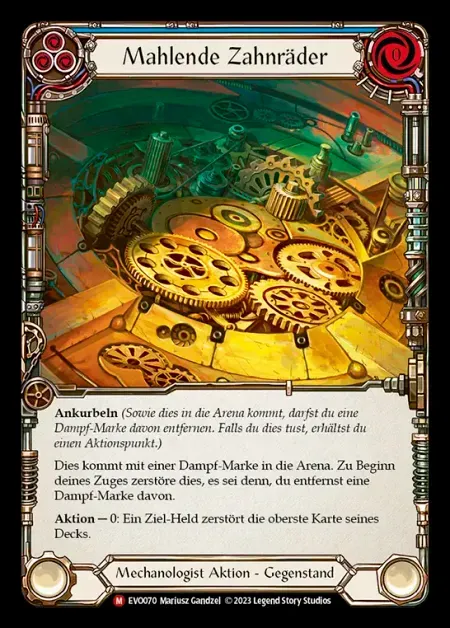 Mahlende Zahnräder
0
Ankurbeln (Sowie dies in die Arena kommt, darfst du eine
Dampf-Marke davon entfernen. Falls du dies tust, erhältst du
einen Aktionspunkt.)
Dies kommt mit einer Dampf-Marke in die Arena. Zu Beginn
deines Zuges zerstöre dies, es sei denn, du entfernst eine
Dampf-Marke davon.
Aktion — 0: Ein Ziel-Held zerstört die oberste Karte seines
Decks.
Mechanologist Aktion - Gegenstand
M EVO070 Mariusz Gandzel © 2023 Legend Story Studios